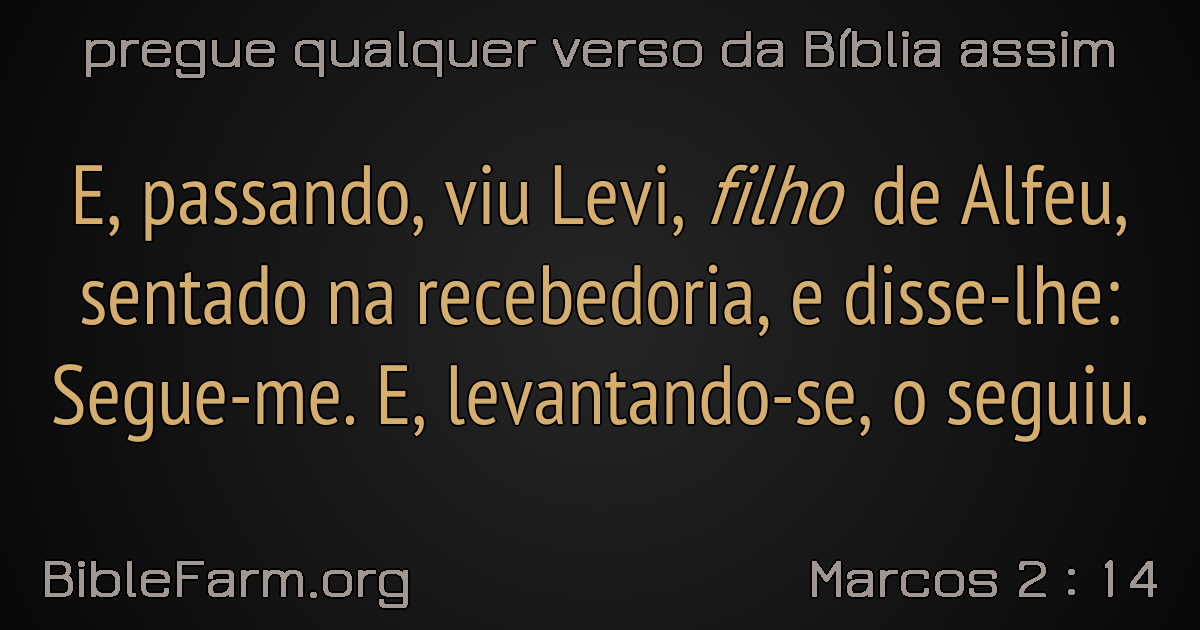 pregue qualquer verso da Bíblia assim
E, passando, viu Levi, filho de Alfeu,
sentado na recebedoria, e disse-lhe:
Segue-me. E, levantando-se, o seguiu.
BibleFarm.org
Marcos 2 : 14